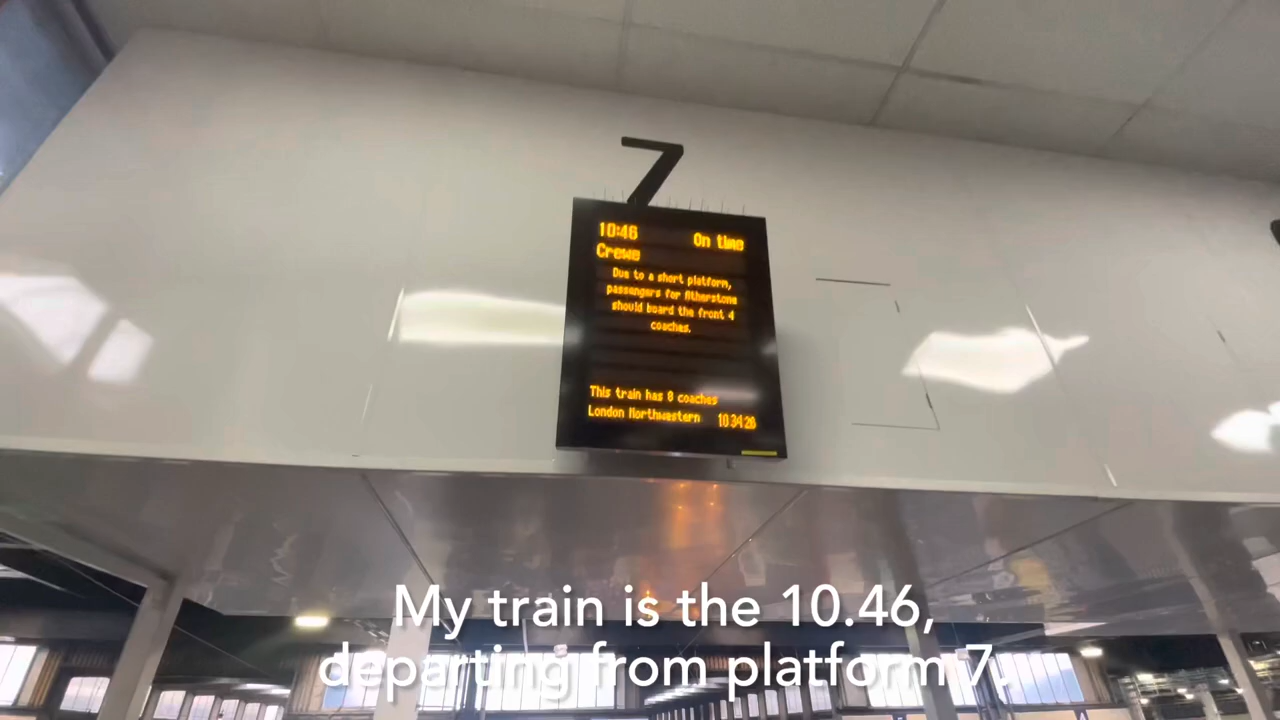 7
10:46 On time
Crewe
Due to a short platform,
passengers for Atherstone
should board the front 4
coaches.
This train has 8 coaches
London Northwestern 10:34:28
My train is the 10.46,
departing from platform 7.